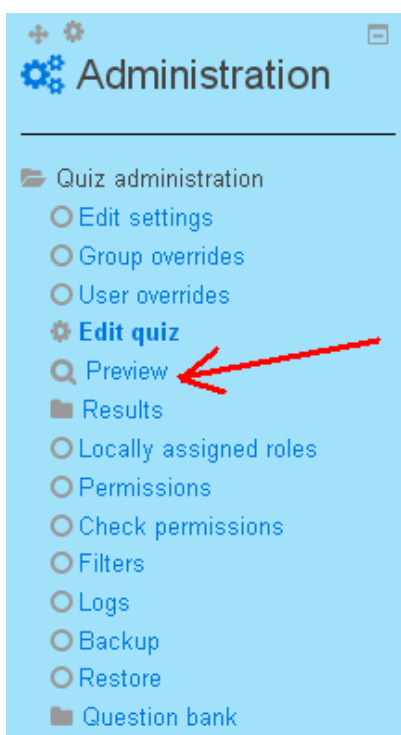 Administration
Quiz administration
Edit settings
Group overrides
User overrides
Edit quiz
Preview
Results
Locally assigned roles
Permissions
Check permissions
Filters
Logs
Backup
Restore
Question bank